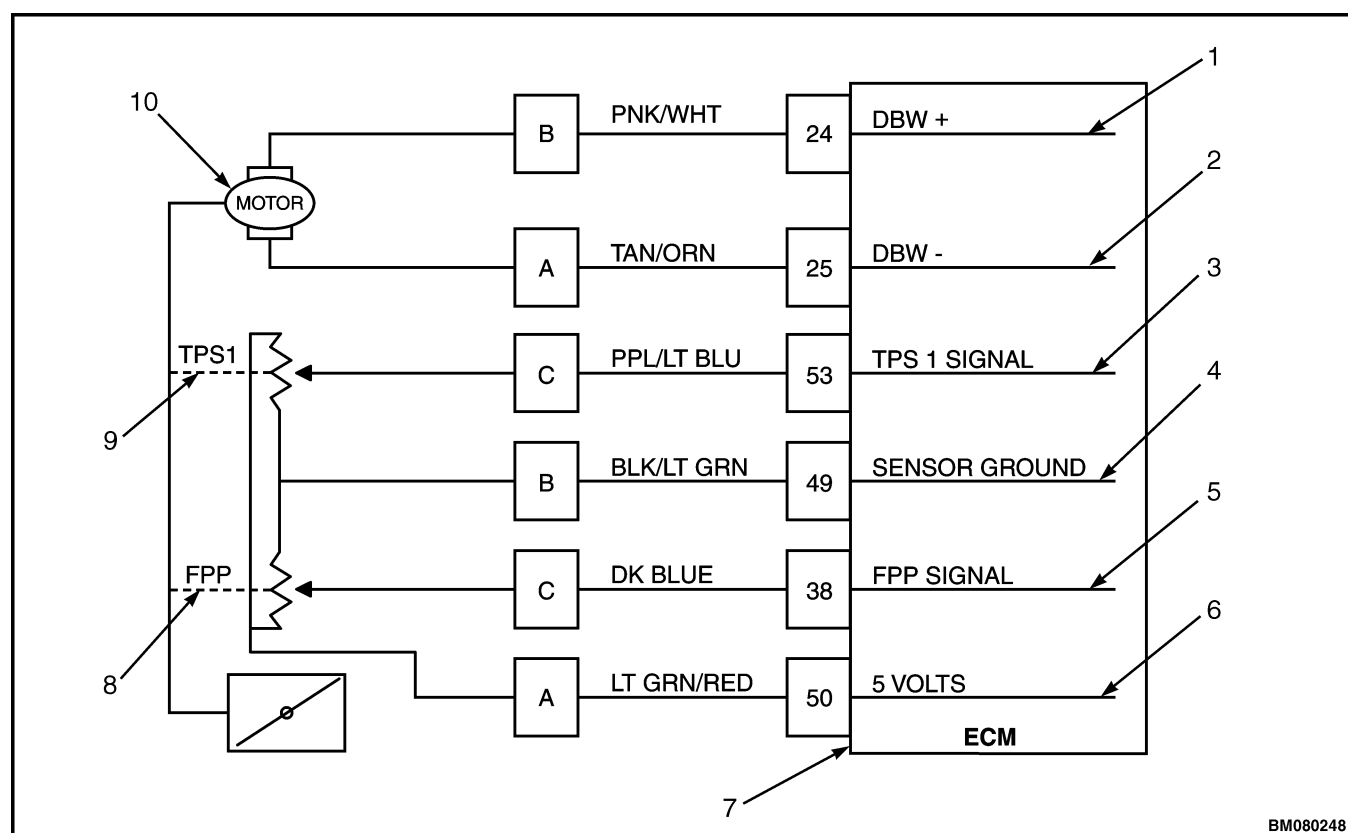 1
10
B
PNK/WHT
24
DBW +
2
MOTOR
A
TAN/ORN
25
DBW -
3
TPS1
C
PPL/LT BLU
53
TPS 1 SIGNAL
4
9
B
BLK/LT GRN
49
SENSOR GROUND
5
FPP
C
DK BLUE
38
FPP SIGNAL
6
8
A
LT GRN/RED
50
5 VOLTS
ECM
7
BM080248